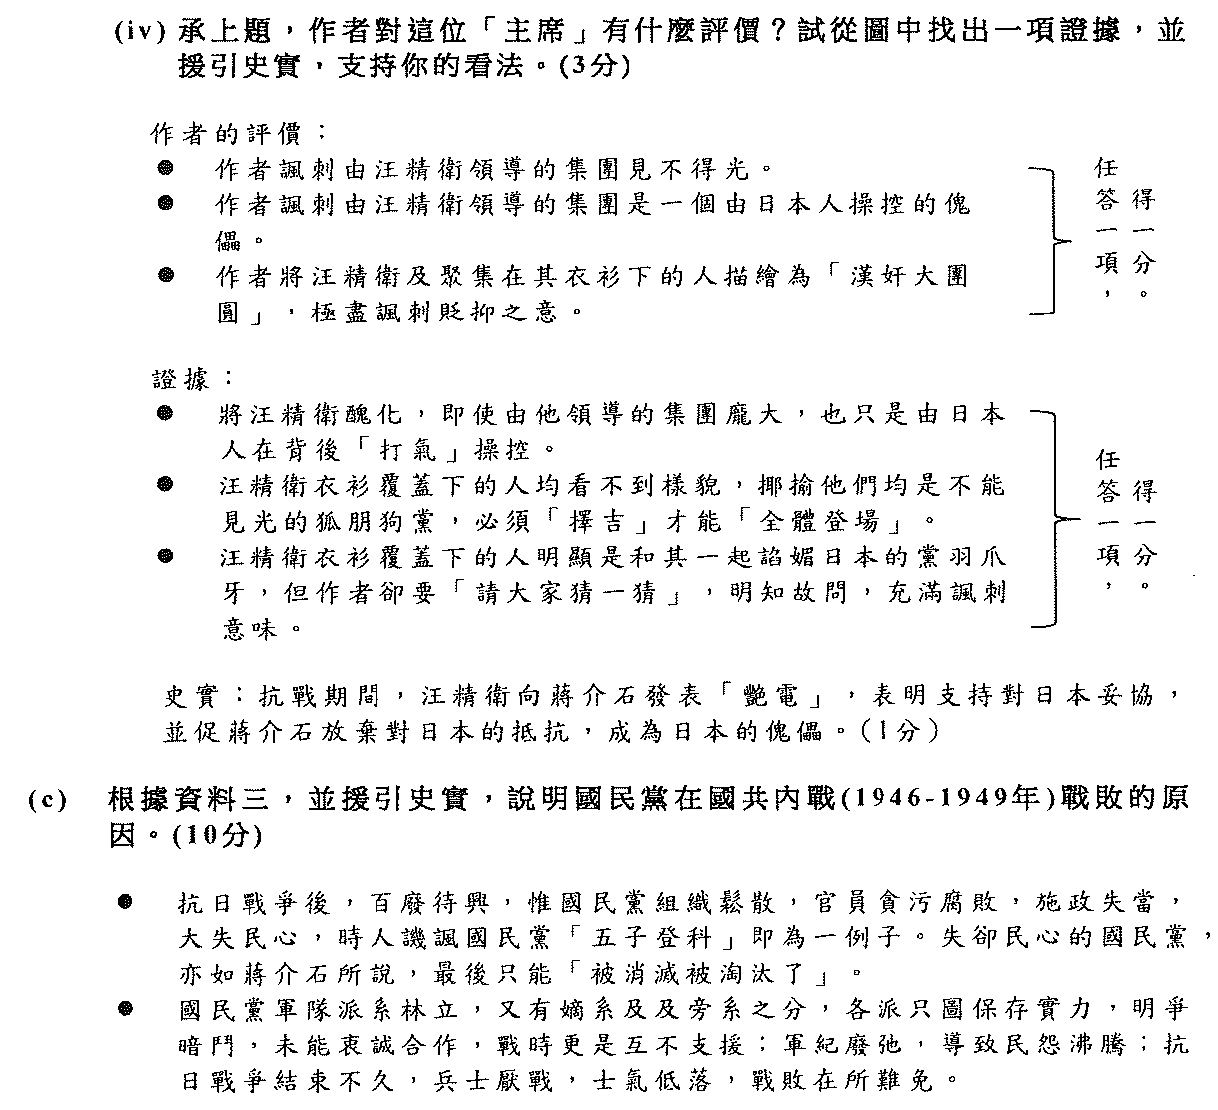 (iv) 承上題，作者對這位「主席」有什麼評價？試從圖中找出一項證據，並
援引史實，支持你的看法。(3分)
作者的評價：
● 作者諷刺由汪精衛領導的集團見不得光。
● 作者諷刺由汪精衛領導的集團是一個由日本人操控的傀
儡。
● 作者將汪精衛及聚集在其衣衫下的人描繪為「漢奸大團
圓」，極盡諷刺貶抑之意。
任答一項，
得一分。
證據：
● 將汪精衛醜化，即使由他領導的集團龐大，也只是由日本
人在背後「打氣」操控。
● 汪精衛衣衫覆蓋下的人均看不到樣貌，揶揄他們均是不能
見光的狐朋狗黨，必須「擇吉」才能「全體登場」。
● 汪精衛衣衫覆蓋下的人明顯是和其一起諂媚日本的黨羽爪
牙，但作者卻要「請大家猜一猜」，明知故問，充滿諷刺
意味。
任答一項，
得一分。
史實：抗戰期間，汪精衛向蔣介石發表「艷電」，表明支持對日本妥協，
並促蔣介石放棄對日本的抵抗，成為日本的傀儡。(1分)
(c) 根據資料三，並援引史實，說明國民黨在國共內戰(1946-1949年)戰敗的原
因。(10分)
● 抗日戰爭後，百廢待興，惟國民黨組織鬆散，官員貪污腐敗，施政失當，
大失民心，時人譏諷國民黨「五子登科」即為一例子。失卻民心的國民黨，
亦如蔣介石所說，最後只能「被消滅被淘汰了」。
● 國民黨軍隊派系林立，又有嫡系及及旁系之分，各派只圖保存實力，明爭
暗鬥，未能衷誠合作，戰時更是互不支援；軍紀廢弛，導致民怨沸騰；抗
日戰爭結束不久，兵士厭戰，士氣低落，戰敗在所難免。